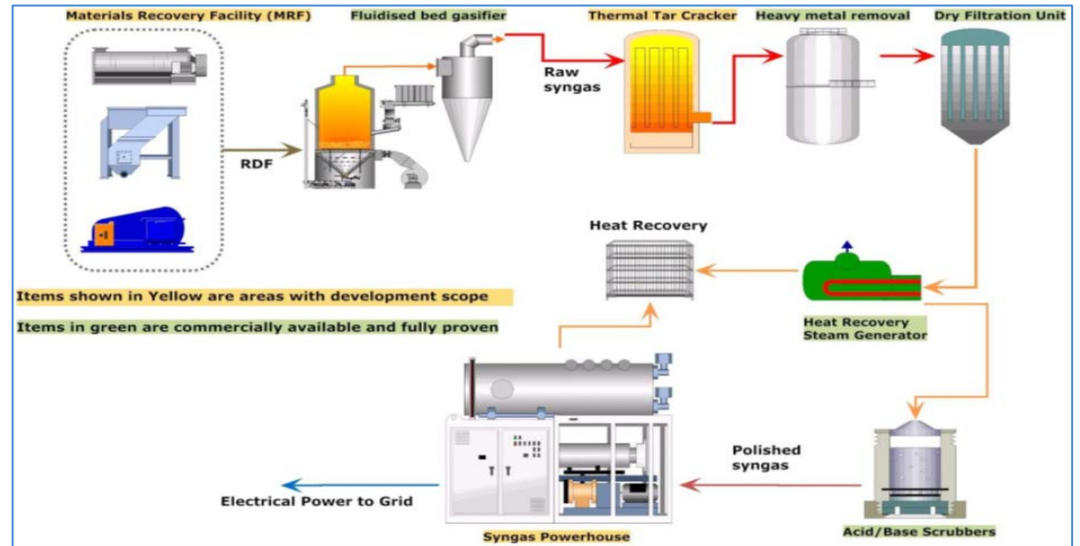 Materials Recovery Facility (MRF)
Fluidised bed gasifier
Thermal Tar Cracker
Heavy metal removal
Dry Filtration Unit
Raw
syngas
RDF
Heat Recovery
Items shown in Yellow are areas with development scope
Items in green are commercially available and fully proven
Heat Recovery
Steam Generator
Polished
syngas
Electrical Power to Grid
Syngas Powerhouse
Acid/Base Scrubbers